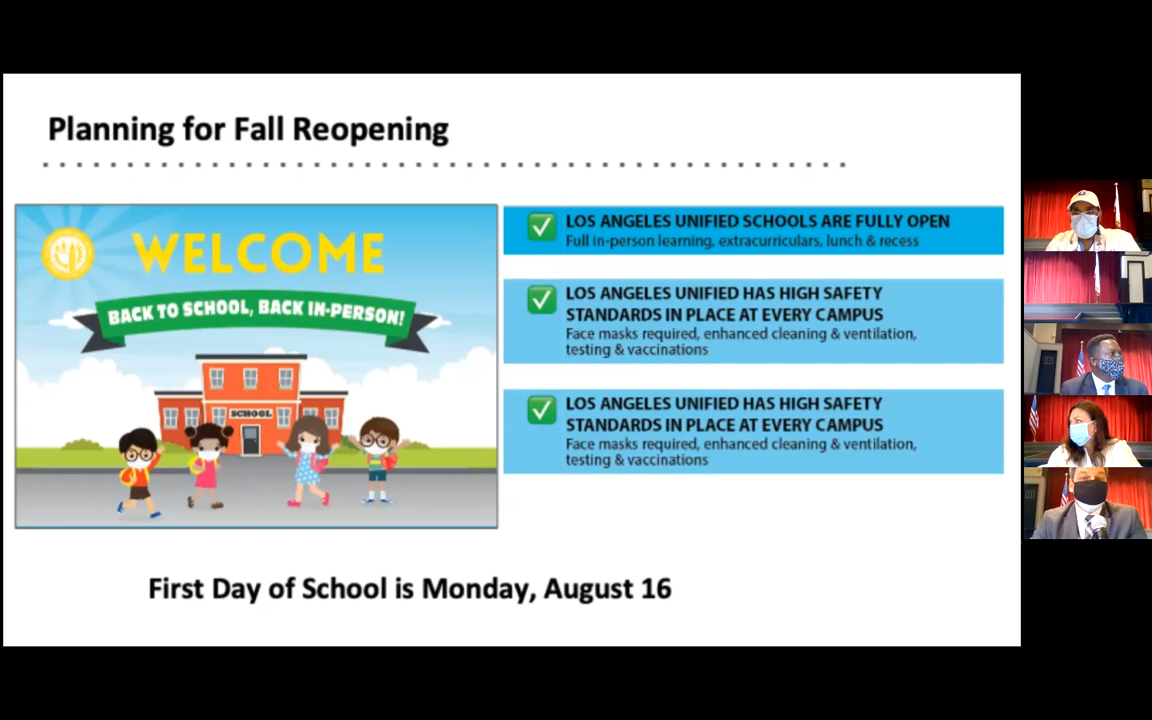 Planning for Fall Reopening
WELCOME
BACK TO SCHOOL, BACK IN-PERSON!
SCHOOL
LOS ANGELES UNIFIED SCHOOLS ARE FULLY OPEN
Full in-person learning, extracurriculars, lunch & recess
LOS ANGELES UNIFIED HAS HIGH SAFETY
STANDARDS IN PLACE AT EVERY CAMPUS
Face masks required, enhanced cleaning & ventilation,
testing & vaccinations
LOS ANGELES UNIFIED HAS HIGH SAFETY
STANDARDS IN PLACE AT EVERY CAMPUS
Face masks required, enhanced cleaning & ventilation,
testing & vaccinations
First Day of School is Monday, August 16